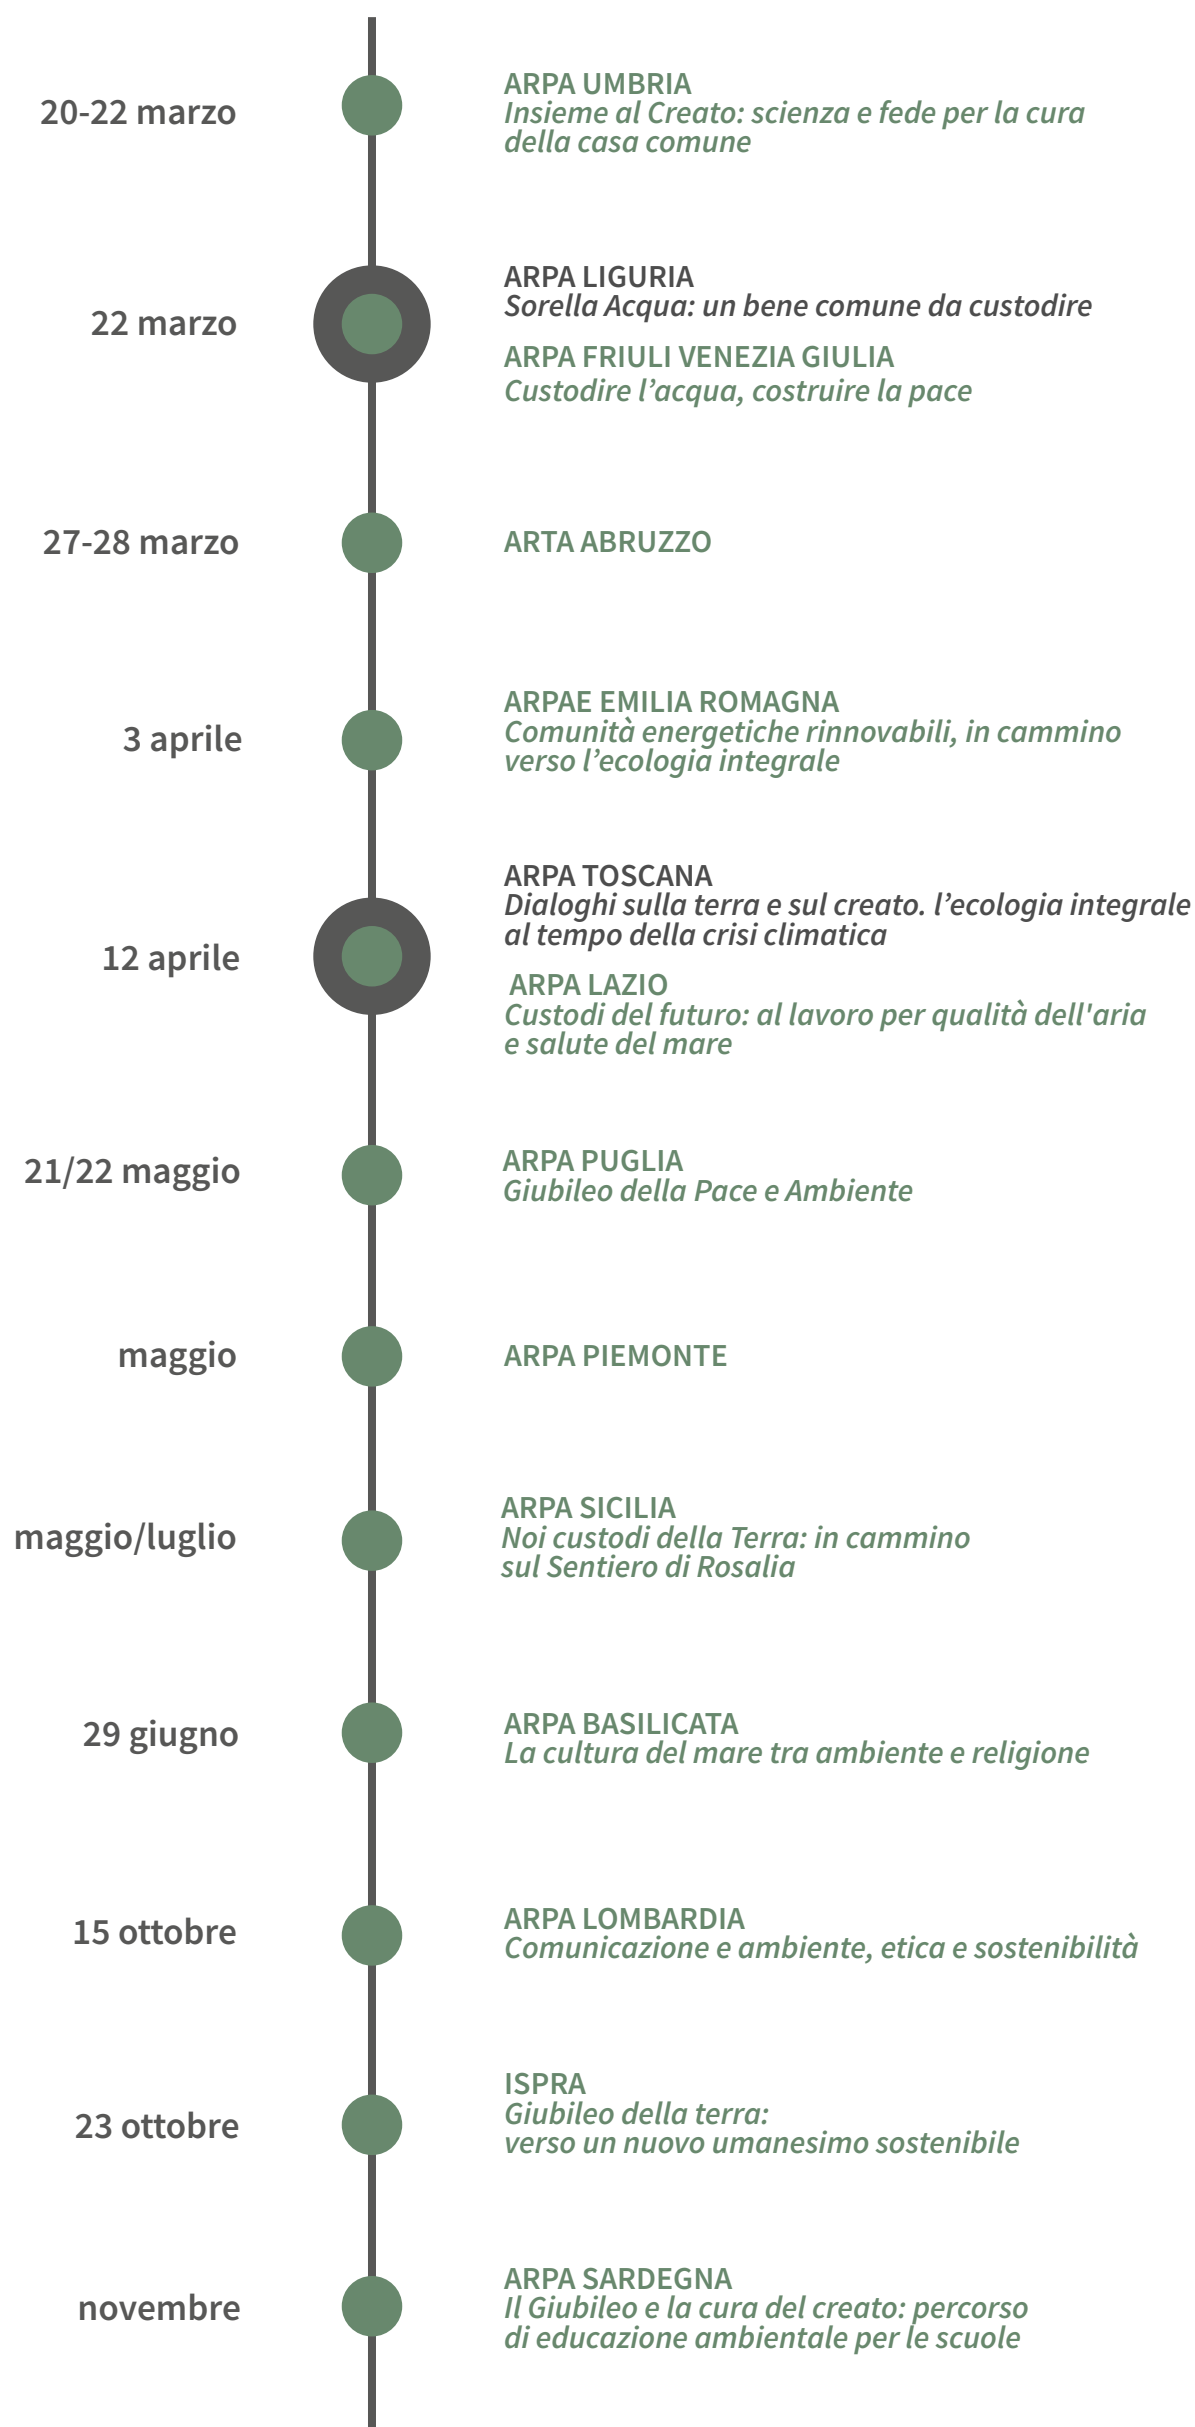 20-22 marzo
ARPA UMBRIA
Insieme al Creato: scienza e fede per la cura
della casa comune
22 marzo
ARPA LIGURIA
Sorella Acqua: un bene comune da custodire
ARPA FRIULI VENEZIA GIULIA
Custodire l’acqua, costruire la pace
27-28 marzo
ARTA ABRUZZO
3 aprile
ARPAE EMILIA ROMAGNA
Comunità energetiche rinnovabili, in cammino
verso l’ecologia integrale
12 aprile
ARPA TOSCANA
Dialoghi sulla terra e sul creato. l’ecologia integrale
al tempo della crisi climatica
ARPA LAZIO
Custodi del futuro: al lavoro per qualità dell'aria
e salute del mare
21/22 maggio
ARPA PUGLIA
Giubileo della Pace e Ambiente
maggio
ARPA PIEMONTE
maggio/luglio
ARPA SICILIA
Noi custodi della Terra: in cammino
sul Sentiero di Rosalia
29 giugno
ARPA BASILICATA
La cultura del mare tra ambiente e religione
15 ottobre
ARPA LOMBARDIA
Comunicazione e ambiente, etica e sostenibilità
23 ottobre
ISPRA
Giubileo della terra:
verso un nuovo umanesimo sostenibile
novembre
ARPA SARDEGNA
Il Giubileo e la cura del creato: percorso
di educazione ambientale per le scuole